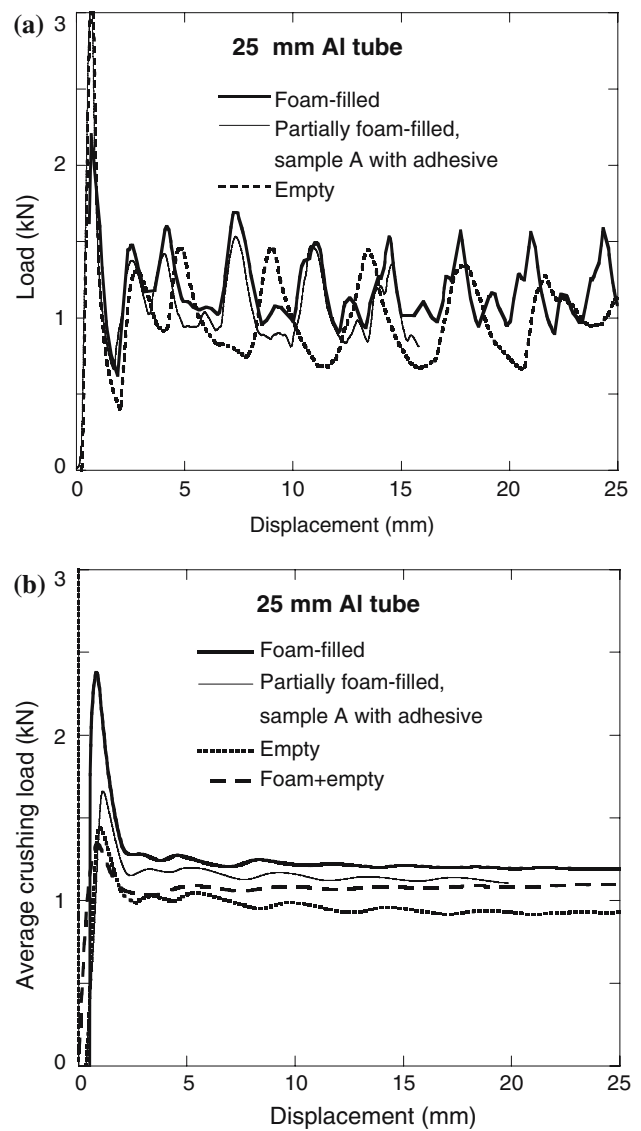 (a)
3
25 mm Al tube
Foam-filled
Partially foam-filled,
sample A with adhesive
Empty
2
Load (kN)
1
0
0 5 10 15 20 25
Displacement (mm)
(b)
3
25 mm Al tube
Foam-filled
Partially foam-filled,
sample A with adhesive
Empty
Foam+empty
2
Average crushing load (kN)
1
0
0 5 10 15 20 25
Displacement (mm)